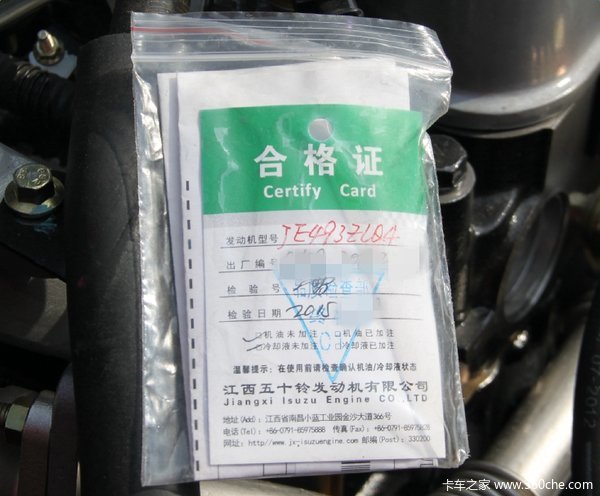 合格证
Certify Card
发动机型号 JE493ZLQA
出厂编号
检验号
检验日期 2015
□机油未加注 □机油已加注
□冷却液未加注 □冷却液已加注
温馨提示：在使用前请检查确认机油/冷却液状态
江西五十铃发动机有限公司
Jiangxi Isuzu Engine CO.,LTD
地址(Add)：江西省南昌小蓝工业园金沙大道366号
电话(Tel)：+86-0791-85975888 传真(Fax)：+86-0791-85975828
网址：http//www.jx-isuzuengine.com 邮编(Post)：330200
卡车之家 www.360che.com